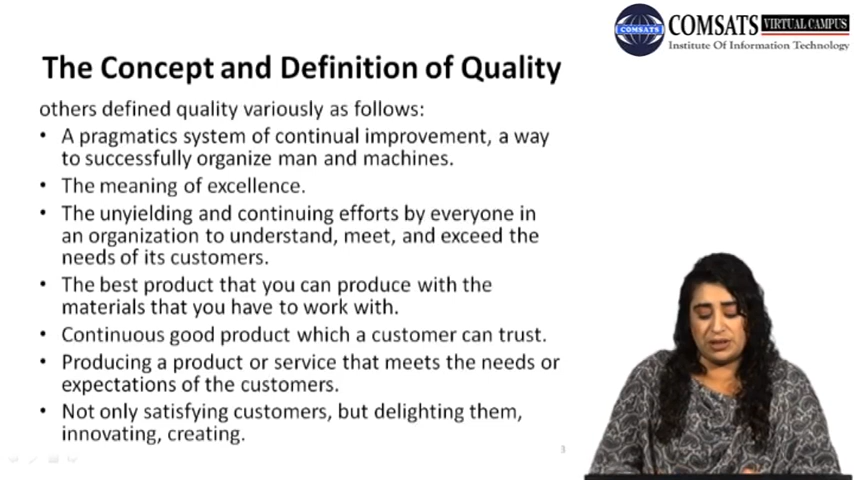 COMSATS
COMSATS VIRTUAL CAMPUS
Institute Of Information Technology
The Concept and Definition of Quality
others defined quality variously as follows:
• A pragmatics system of continual improvement, a way
to successfully organize man and machines.
• The meaning of excellence.
• The unyielding and continuing efforts by everyone in
an organization to understand, meet, and exceed the
needs of its customers.
• The best product that you can produce with the
materials that you have to work with.
• Continuous good product which a customer can trust.
• Producing a product or service that meets the needs or
expectations of the customers.
• Not only satisfying customers, but delighting them,
innovating, creating.
3